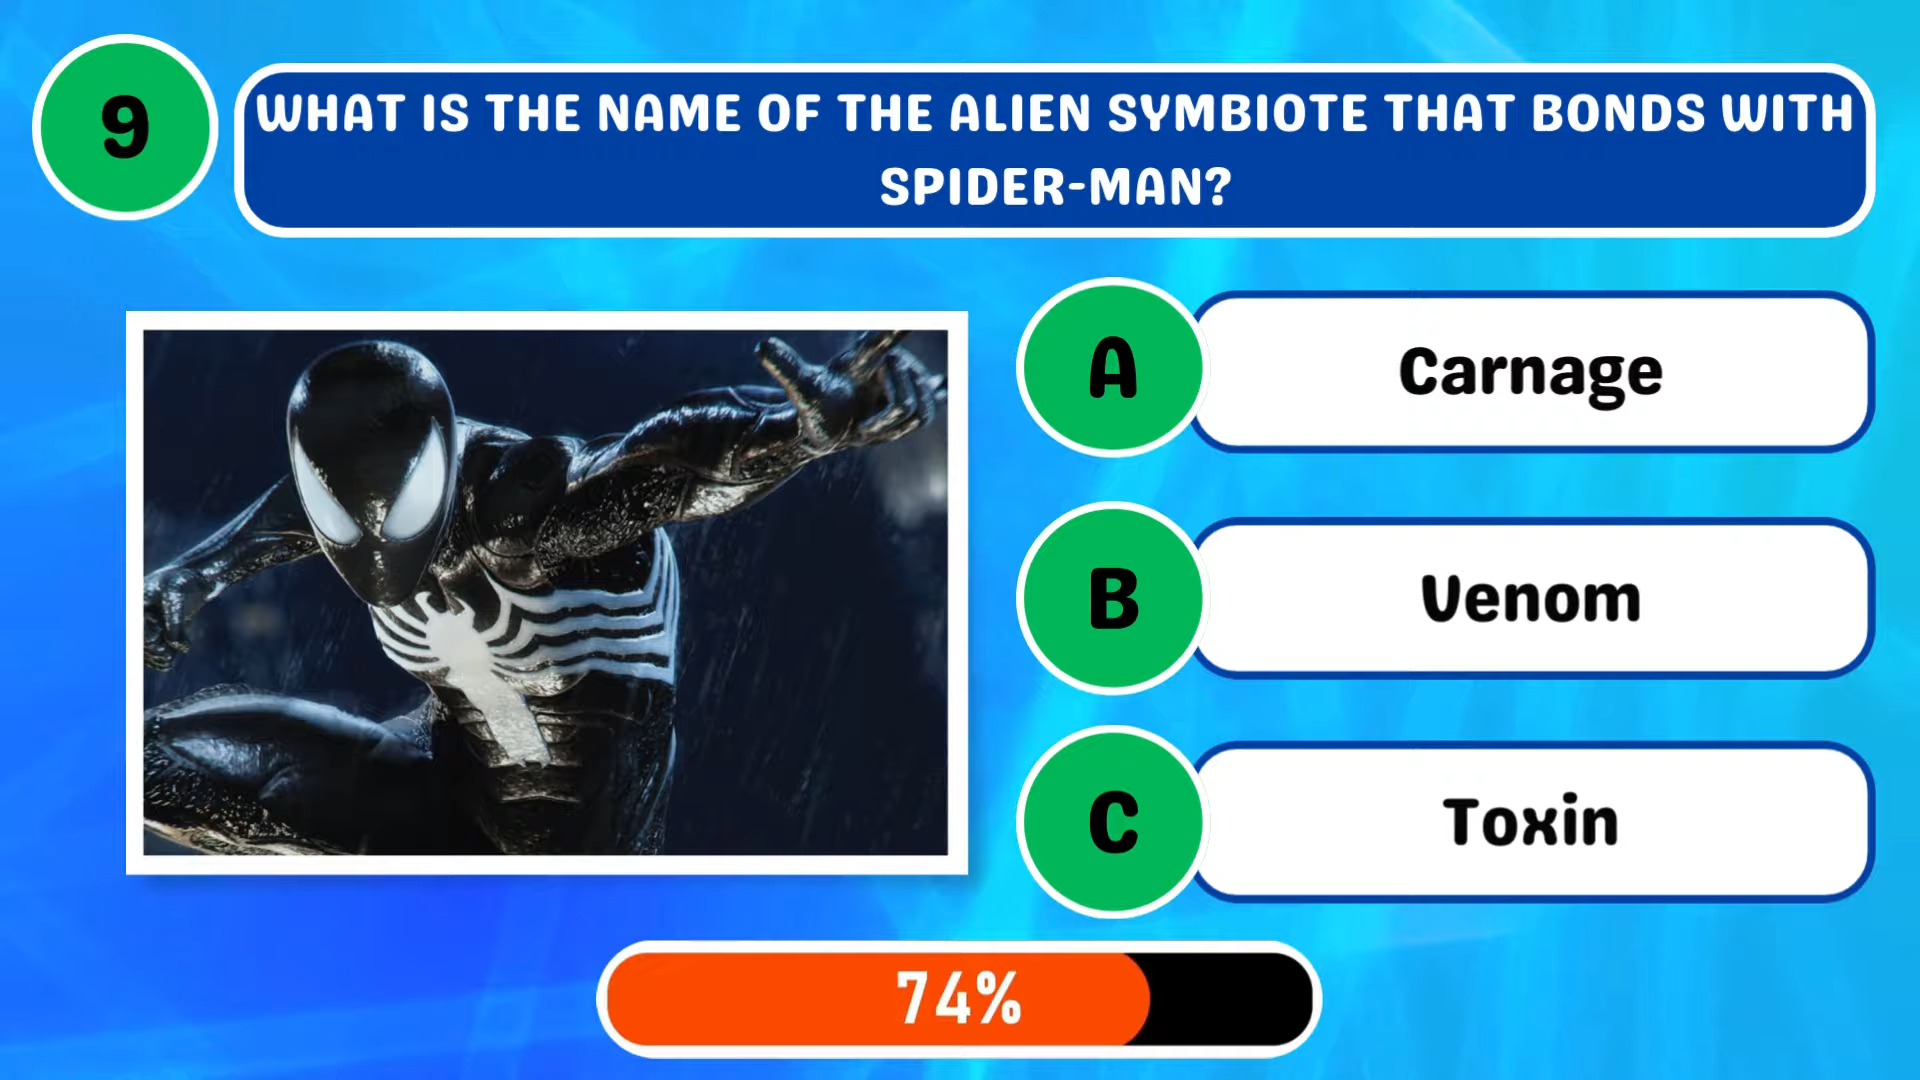 9
WHAT IS THE NAME OF THE ALIEN SYMBIOTE THAT BONDS WITH
SPIDER-MAN?
A
Carnage
B
Venom
C
Toxin
74%